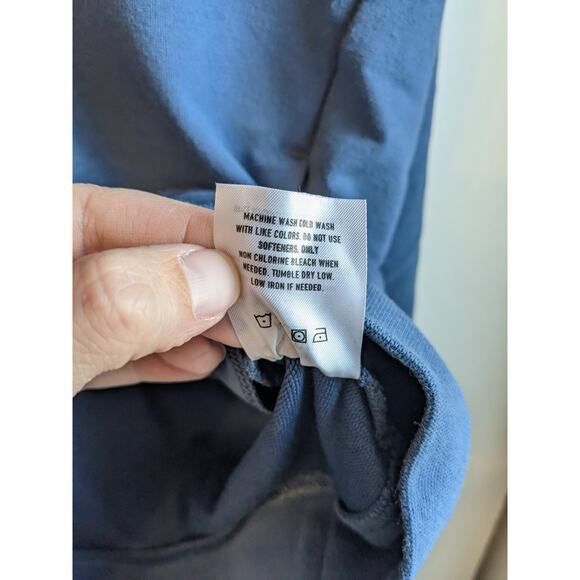 MACHINE WASH COLD WASH
WITH LIKE COLORS. DO NOT USE
SOFTENERS. ONLY
NON CHLORINE BLEACH WHEN
NEEDED. TUMBLE DRY LOW.
LOW IRON IF NEEDED.